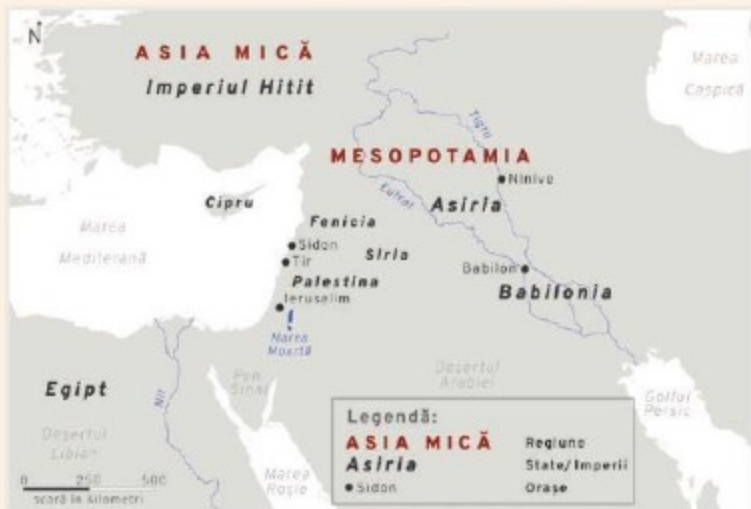 N
ASIA MICĂ
Imperiul Hitit
Marea
Caspică
Tigru
MESOPOTAMIA
Ninive
Eufrat
Asiria
Cipru
Fenicia
Marea
Mediterană
Sidon
Siria
Tir
Babilon
Palestina
Babilonia
Ierusalim
Marea
Moartă
Deșertul
Arabiei
Pen.
Sinai
Egipt
Nil
Golful
Persic
Deșertul
Libian
Marea
Roșie
Legendă:
ASIA MICĂ Regiune
Asiria State/Imperii
Sidon Orașe
0 250 500
scară în kilometri